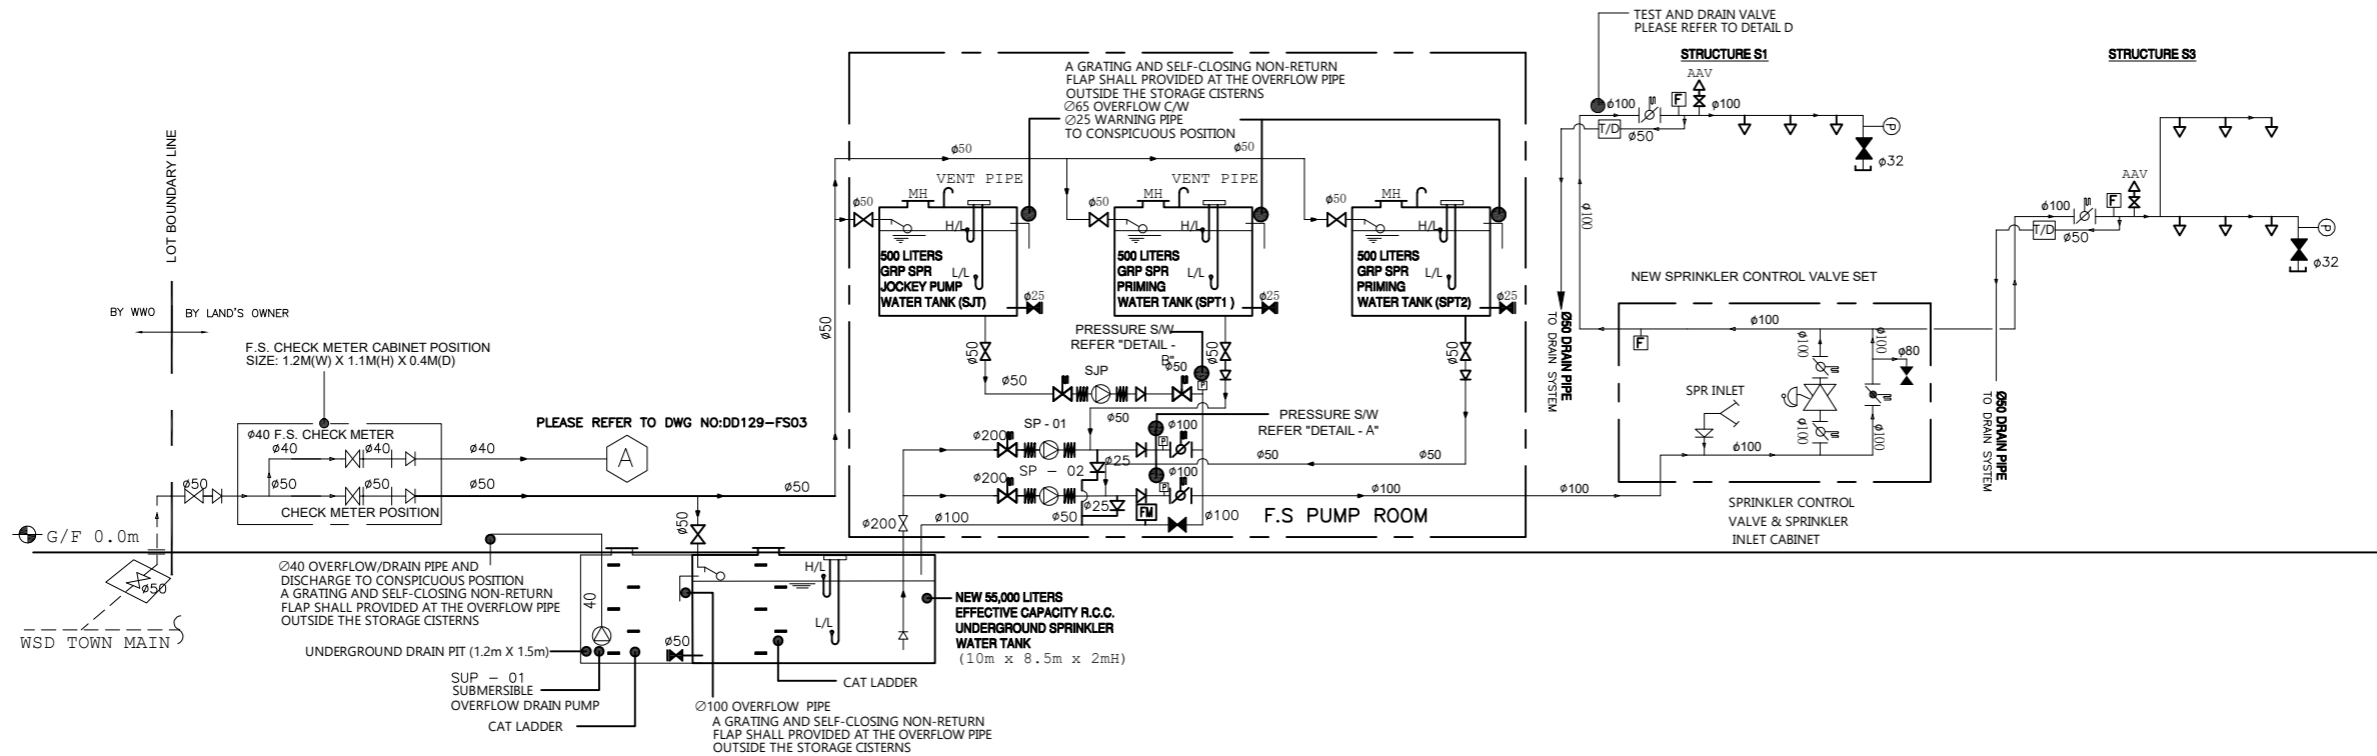 TEST AND DRAIN VALVE
PLEASE REFER TO DETAIL D
STRUCTURE S1
STRUCTURE S3
AAV
ø100
F
ø100
T/D
ø50
P
ø32
ø100
AAV
ø100
F
T/D
ø50
P
ø32
A GRATING AND SELF-CLOSING NON-RETURN
FLAP SHALL PROVIDED AT THE OVERFLOW PIPE
OUTSIDE THE STORAGE CISTERNS
∅65 OVERFLOW C/W
∅25 WARNING PIPE
TO CONSPICUOUS POSITION
LOT BOUNDARY LINE
BY WWO
BY LAND'S OWNER
F.S. CHECK METER CABINET POSITION
SIZE: 1.2M(W) X 1.1M(H) X 0.4M(D)
ø40 F.S. CHECK METER
ø40
ø40
ø40
PLEASE REFER TO DWG NO:DD129-FS03
A
ø50
ø50
ø50
ø50
ø50
CHECK METER POSITION
G/F 0.0m
ø50
WSD TOWN MAIN
ø50
ø50
ø50
ø50
MH
VENT PIPE
H/L
L/L
500 LITERS
GRP SPR
JOCKEY PUMP
WATER TANK (SJT)
ø25
ø50
MH
VENT PIPE
H/L
L/L
500 LITERS
GRP SPR
PRIMING
WATER TANK (SPT1 )
ø25
ø50
MH
H/L
L/L
500 LITERS
GRP SPR
PRIMING
WATER TANK (SPT2)
ø25
PRESSURE S/W
REFER "DETAIL -
B"
ø50
ø50
ø50
ø50
SJP
ø50
P
ø50
PRESSURE S/W
REFER "DETAIL - A"
SP - 01
ø200
P
ø100
ø25
ø50
ø50
SP - 02
ø200
P
ø100
ø25
FM
ø200
ø100
ø50
ø100
F.S PUMP ROOM
ø100
ø100
Ø50 DRAIN PIPE
TO DRAIN SYSTEM
NEW SPRINKLER CONTROL VALVE SET
F
ø100
ø100
ø100
ø80
SPR INLET
ø100
ø100
ø100
SPRINKLER CONTROL
VALVE & SPRINKLER
INLET CABINET
Ø50 DRAIN PIPE
TO DRAIN SYSTEM
∅40 OVERFLOW/DRAIN PIPE AND
DISCHARGE TO CONSPICUOUS POSITION
A GRATING AND SELF-CLOSING NON-RETURN
FLAP SHALL PROVIDED AT THE OVERFLOW PIPE
OUTSIDE THE STORAGE CISTERNS
40
UNDERGROUND DRAIN PIT (1.2m X 1.5m)
SUP - 01
SUBMERSIBLE
OVERFLOW DRAIN PUMP
CAT LADDER
ø50
ø50
H/L
L/L
NEW 55,000 LITERS
EFFECTIVE CAPACITY R.C.C.
UNDERGROUND SPRINKLER
WATER TANK
(10m x 8.5m x 2mH)
CAT LADDER
∅100 OVERFLOW PIPE
A GRATING AND SELF-CLOSING NON-RETURN
FLAP SHALL PROVIDED AT THE OVERFLOW PIPE
OUTSIDE THE STORAGE CISTERNS